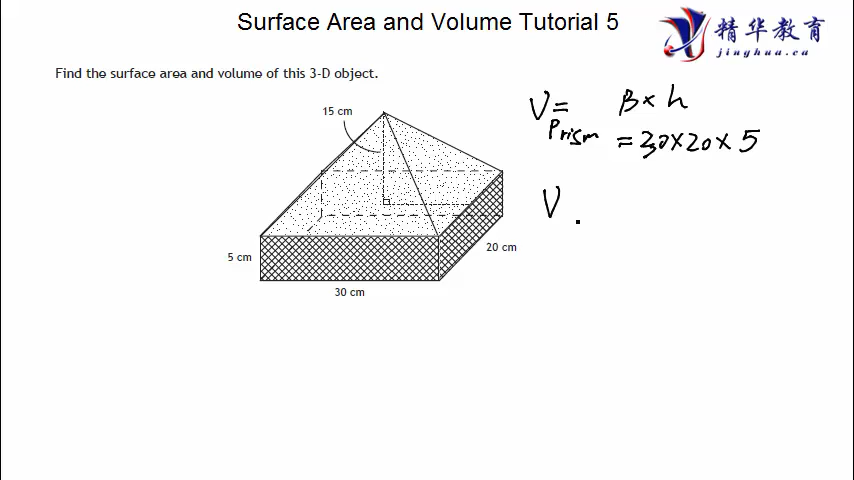 Surface Area and Volume Tutorial 5
精华教育
jinghua.ca
Find the surface area and volume of this 3-D object.
15 cm
5 cm
20 cm
30 cm
V = B × h
Prism
= 30 × 20 × 5
V